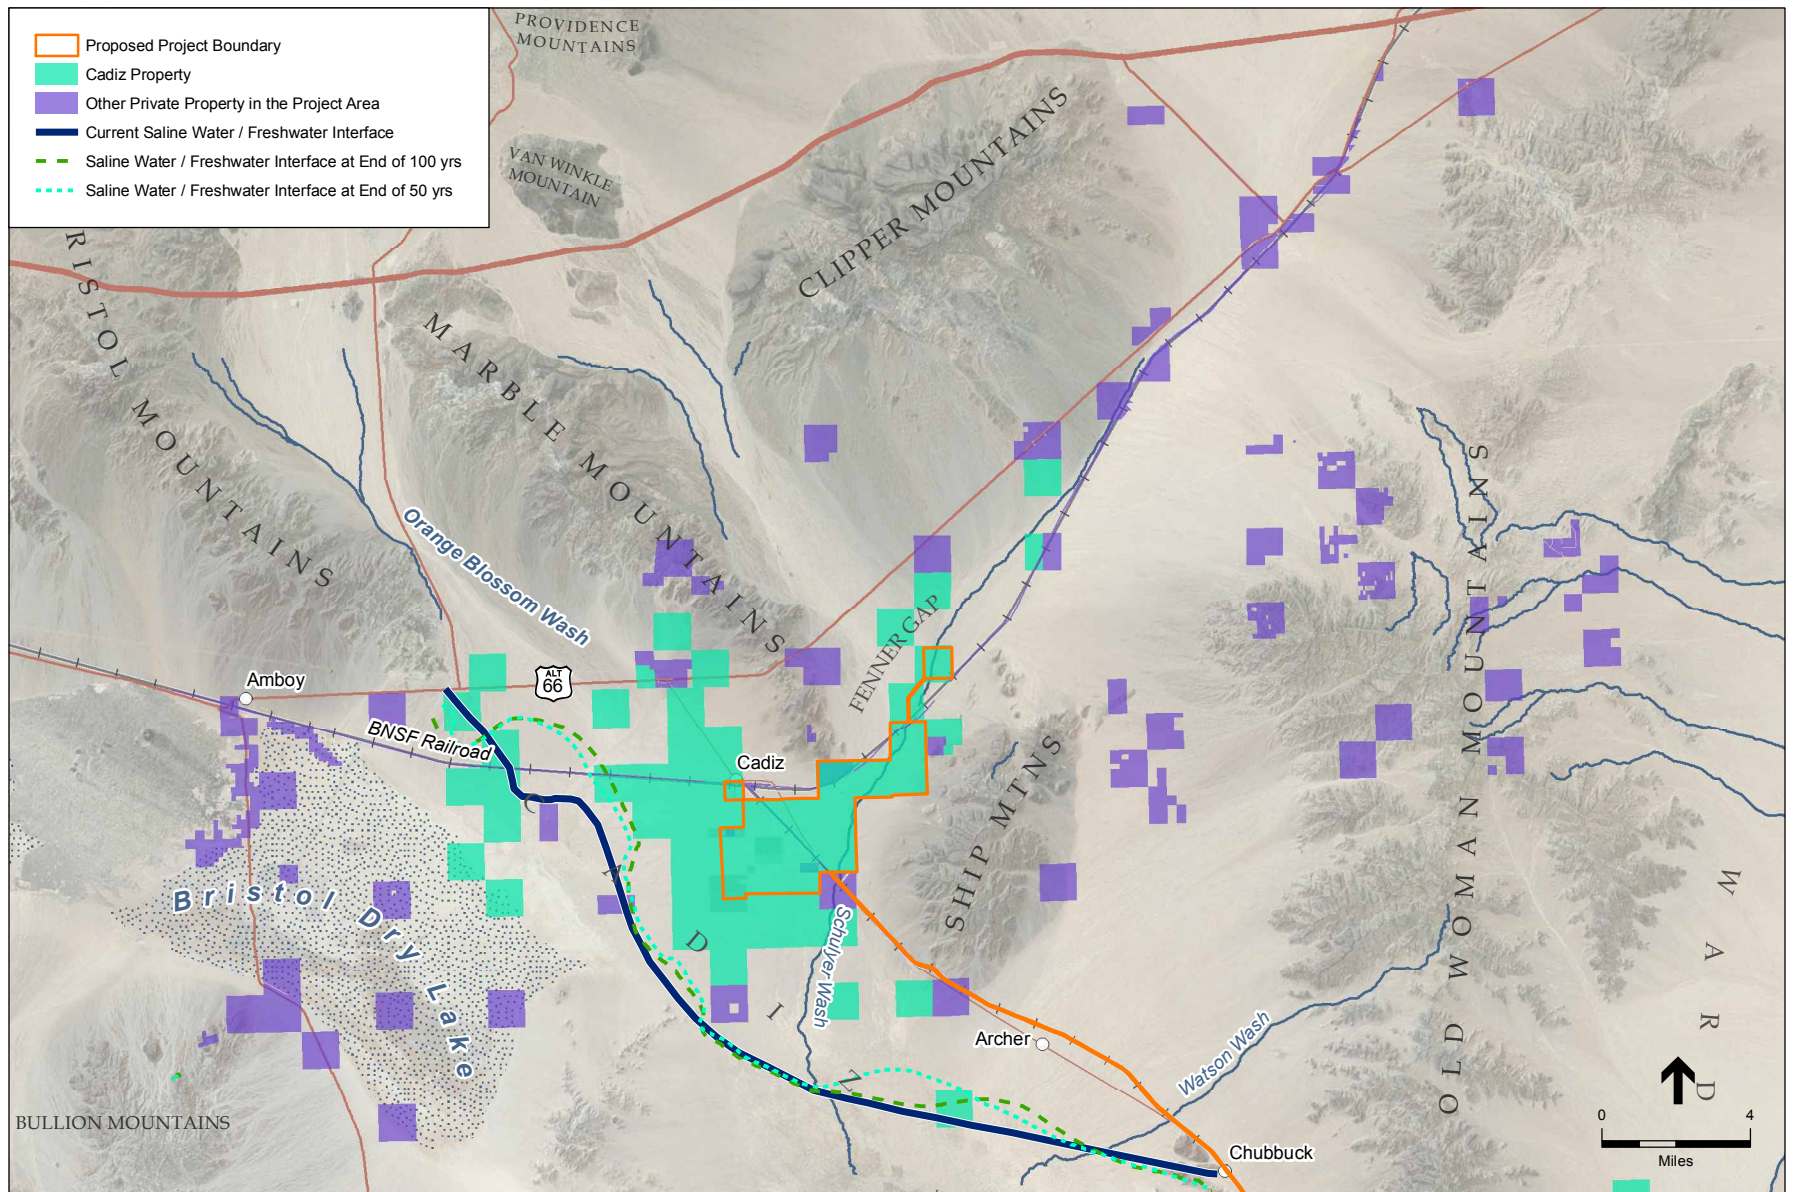 Proposed Project Boundary
Cadiz Property
Other Private Property in the Project Area
Current Saline Water / Freshwater Interface
Saline Water / Freshwater Interface at End of 100 yrs
Saline Water / Freshwater Interface at End of 50 yrs
PROVIDENCE
MOUNTAINS
VAN WINKLE
MOUNTAIN
CLIPPER MOUNTAINS
RISTOL MOUNTAINS
MARBLE MOUNTAINS
Orange Blossom Wash
ALT
66
Amboy
BNSF Railroad
Cadiz
FENNER GAP
SHIP MTNS
OLD WOMAN MOUNTAINS
WARD
CADIZ
Bristol Dry Lake
Schulyer Wash
Archer
Watson Wash
Chubbuck
BULLION MOUNTAINS
0 4
Miles